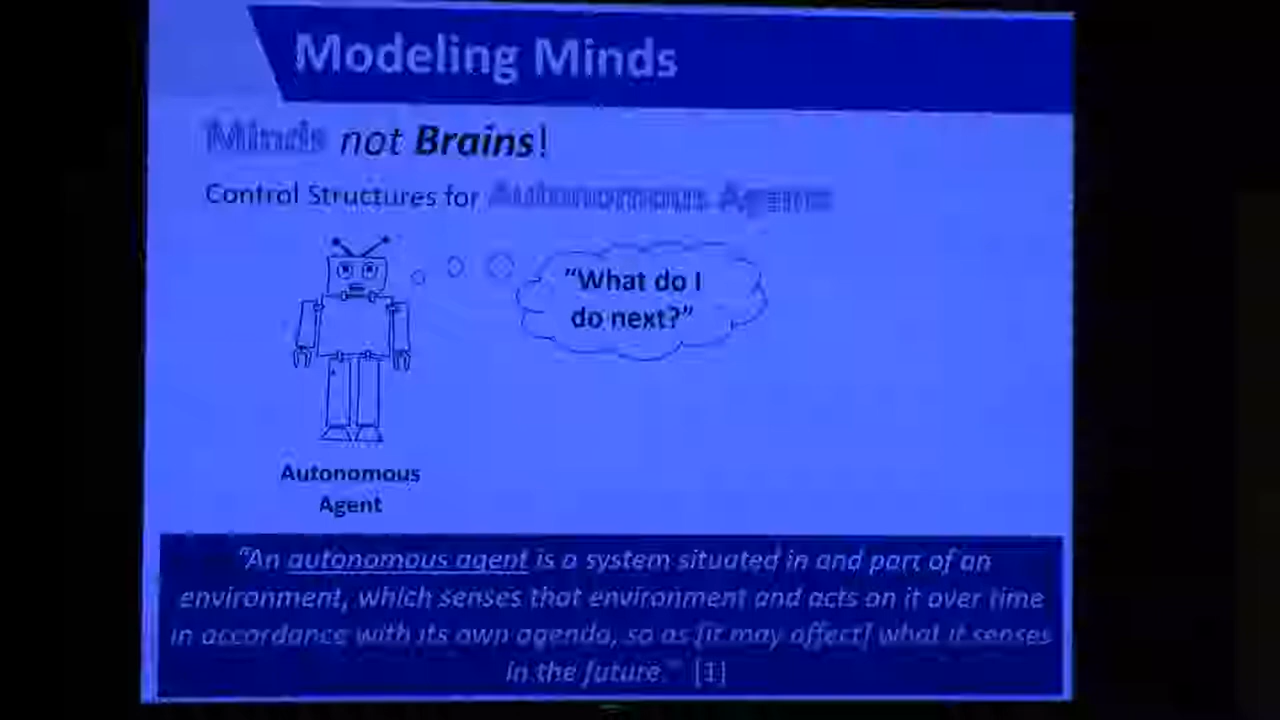 Modeling Minds
Minds not Brains!
Control Structures for Autonomous Agents
"What do I
do next?"
Autonomous
Agent
"An autonomous agent is a system situated in and part of an
environment, which senses that environment and acts on it over time
in accordance with its own agenda, so as [it may affect] what it senses
in the future." [1]